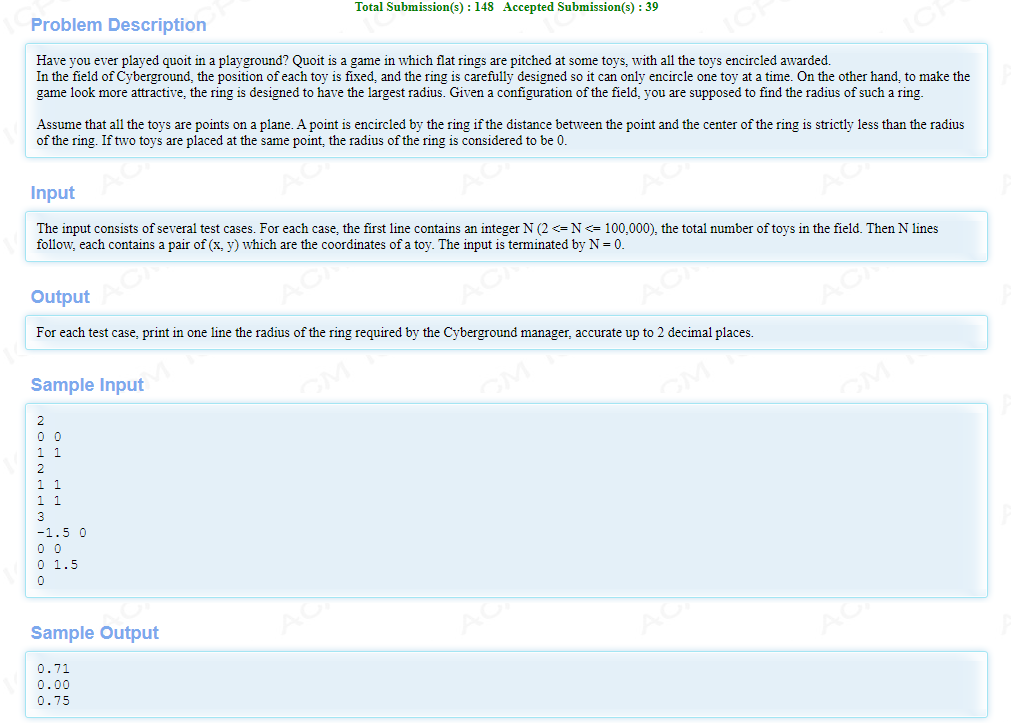 Total Submission(s) : 148 Accepted Submission(s) : 39
Problem Description
Have you ever played quoit in a playground? Quoit is a game in which flat rings are pitched at some toys, with all the toys encircled awarded.
In the field of Cyberground, the position of each toy is fixed, and the ring is carefully designed so it can only encircle one toy at a time. On the other hand, to make the
game look more attractive, the ring is designed to have the largest radius. Given a configuration of the field, you are supposed to find the radius of such a ring.
Assume that all the toys are points on a plane. A point is encircled by the ring if the distance between the point and the center of the ring is strictly less than the radius
of the ring. If two toys are placed at the same point, the radius of the ring is considered to be 0.
Input
The input consists of several test cases. For each case, the first line contains an integer N (2 <= N <= 100,000), the total number of toys in the field. Then N lines
follow, each contains a pair of (x, y) which are the coordinates of a toy. The input is terminated by N = 0.
Output
For each test case, print in one line the radius of the ring required by the Cyberground manager, accurate up to 2 decimal places.
Sample Input
2
0 0
1 1
2
1 1
1 1
3
-1.5 0
0 0
0 1.5
0
Sample Output
0.71
0.00
0.75